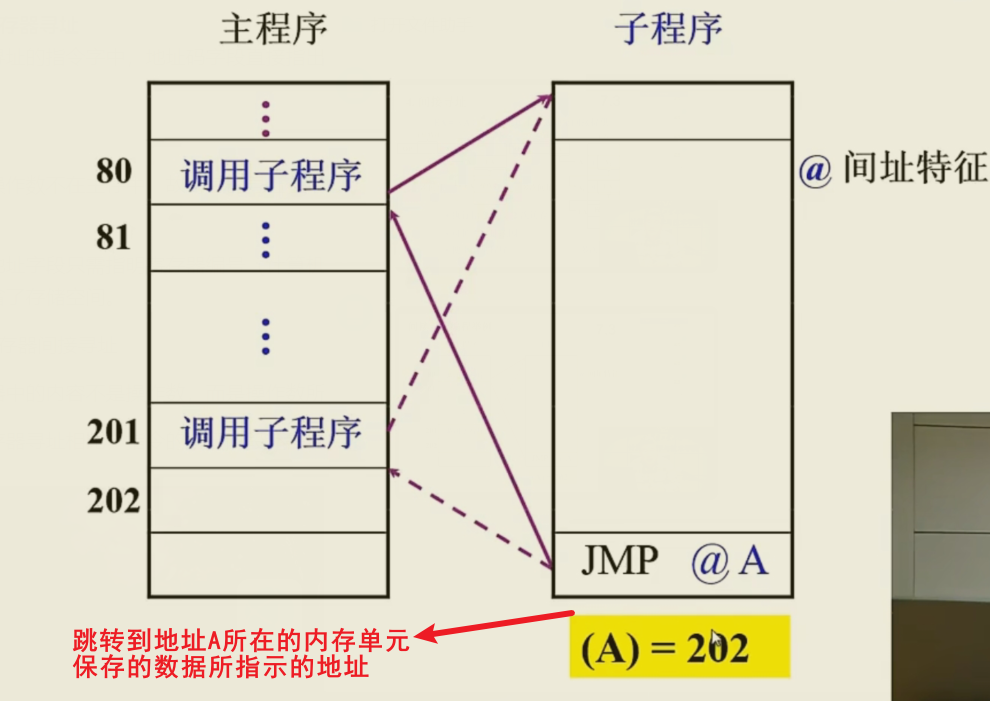 主程序
子程序
80
调用子程序
@ 间址特征
81
201
调用子程序
202
JMP @ A
跳转到地址A所在的内存单元
保存的数据所指示的地址
(A) = 202